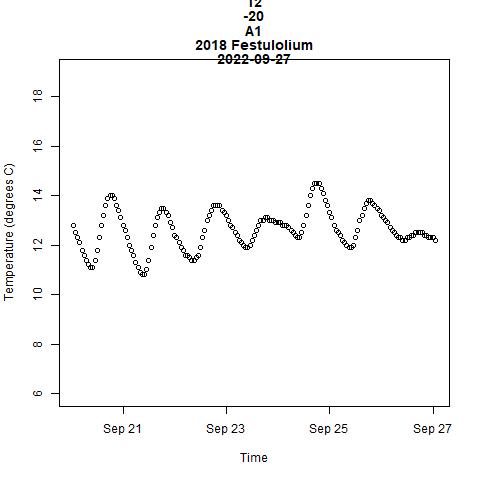 T2
-20
A1
2018 Festulolium
2022-09-27
Temperature (degrees C)
18
16
14
12
10
8
6
Sep 21 Sep 23 Sep 25 Sep 27
Time